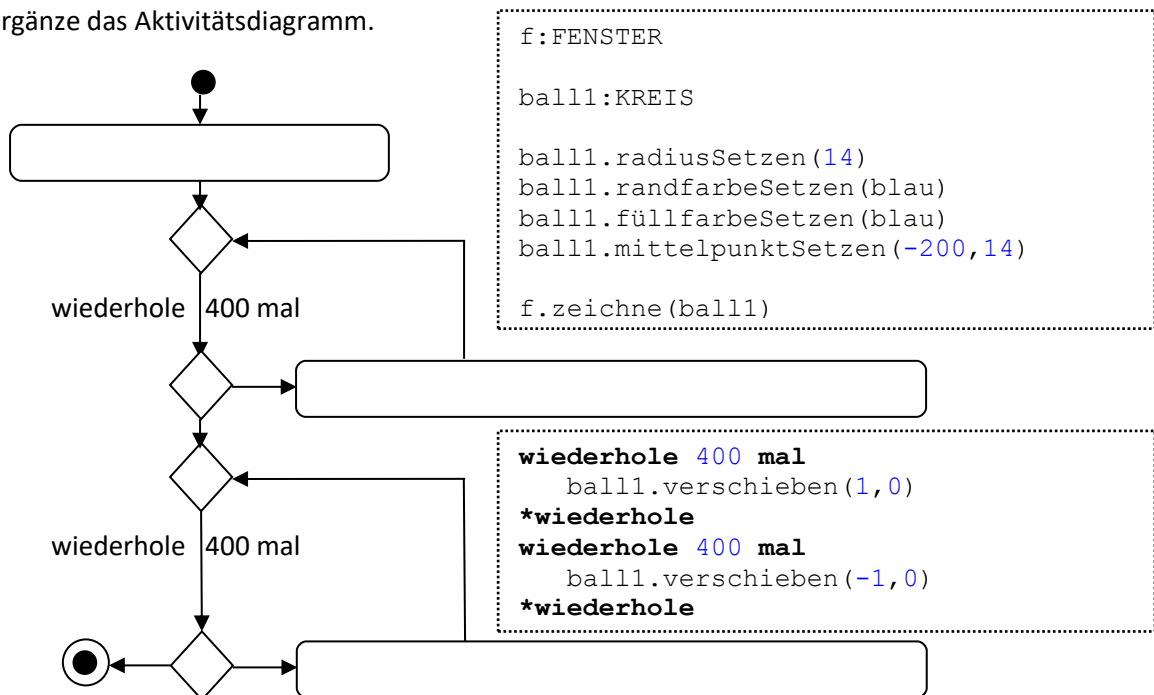 rgänze das Aktivitätsdiagramm.
f:FENSTER
ball1:KREIS
ball1.radiusSetzen(14)
ball1.randfarbeSetzen(blau)
ball1.füllfarbeSetzen(blau)
ball1.mittelpunktSetzen(-200,14)
f.zeichne(ball1)
wiederhole 400 mal
wiederhole 400 mal
ball1.verschieben(1,0)
*wiederhole
wiederhole 400 mal
ball1.verschieben(-1,0)
*wiederhole
wiederhole 400 mal